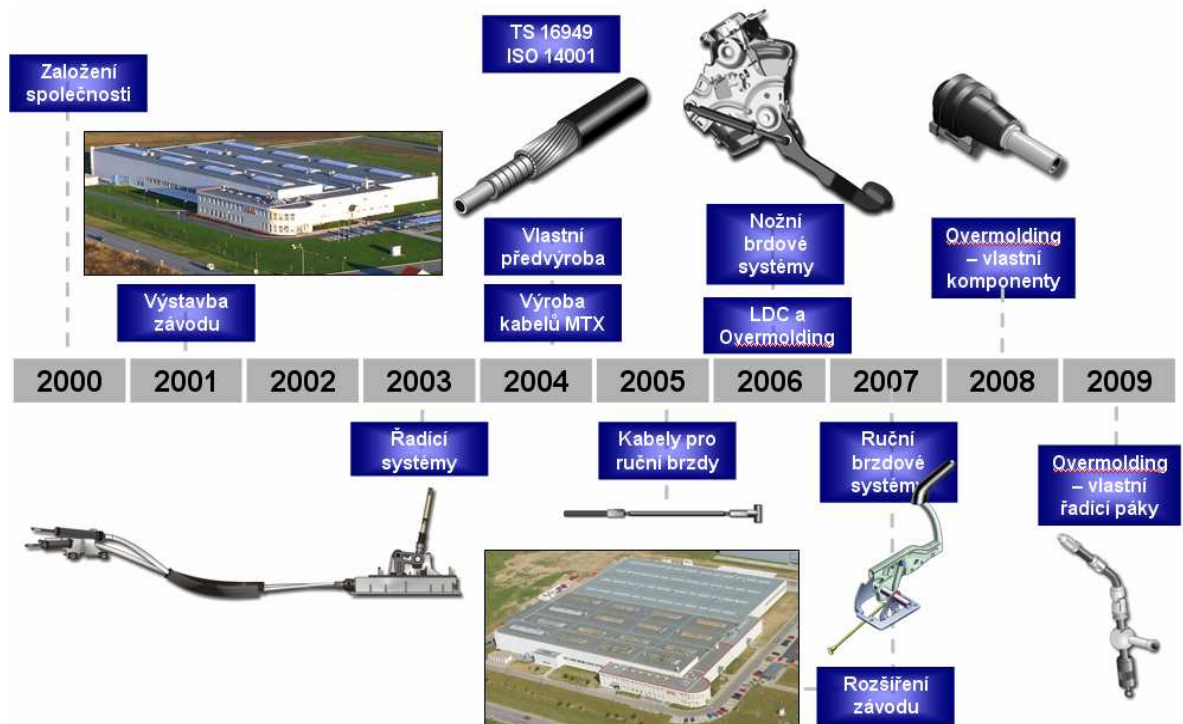 TS 16949
ISO 14001
Založení
společnosti
Vlastní
předvýroba
Nožní
brdové
systémy
Overmolding
– vlastní
komponenty
Výstavba
závodu
Výroba
kabelů MTX
LDC a
Overmolding
2000
2001
2002
2003
2004
2005
2006
2007
2008
2009
Řadící
systémy
Kabely pro
ruční brzdy
Ruční
brzdové
systémy
Overmolding
– vlastní
řadící páky
Rozšíření
závodu